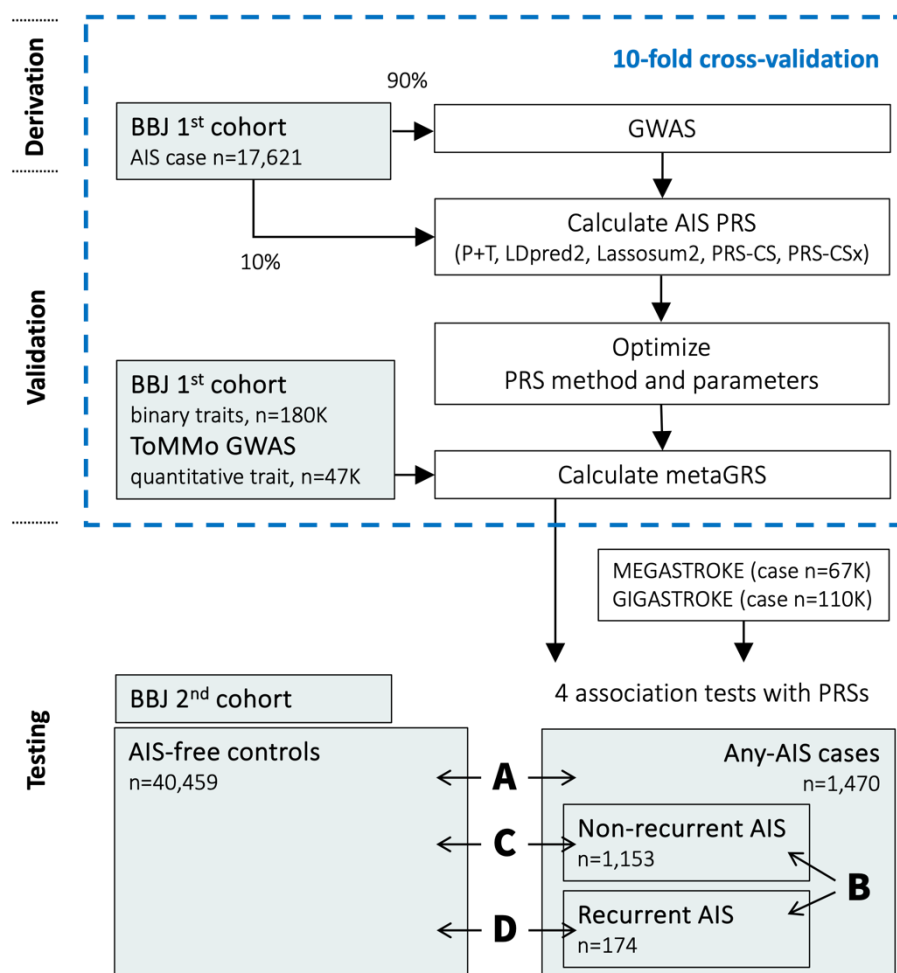 Derivation
Validation
Testing
10-fold cross-validation
90%
BBJ 1st cohort
AIS case n=17,621
GWAS
10%
Calculate AIS PRS
(P+T, LDpred2, Lassosum2, PRS-CS, PRS-CSx)
Optimize
PRS method and parameters
BBJ 1st cohort
binary traits, n=180K
ToMMo GWAS
quantitative trait, n=47K
Calculate metaGRS
MEGASTROKE (case n=67K)
GIGASTROKE (case n=110K)
4 association tests with PRSs
BBJ 2nd cohort
AIS-free controls
n=40,459
A
Any-AIS cases
n=1,470
C
Non-recurrent AIS
n=1,153
B
D
Recurrent AIS
n=174